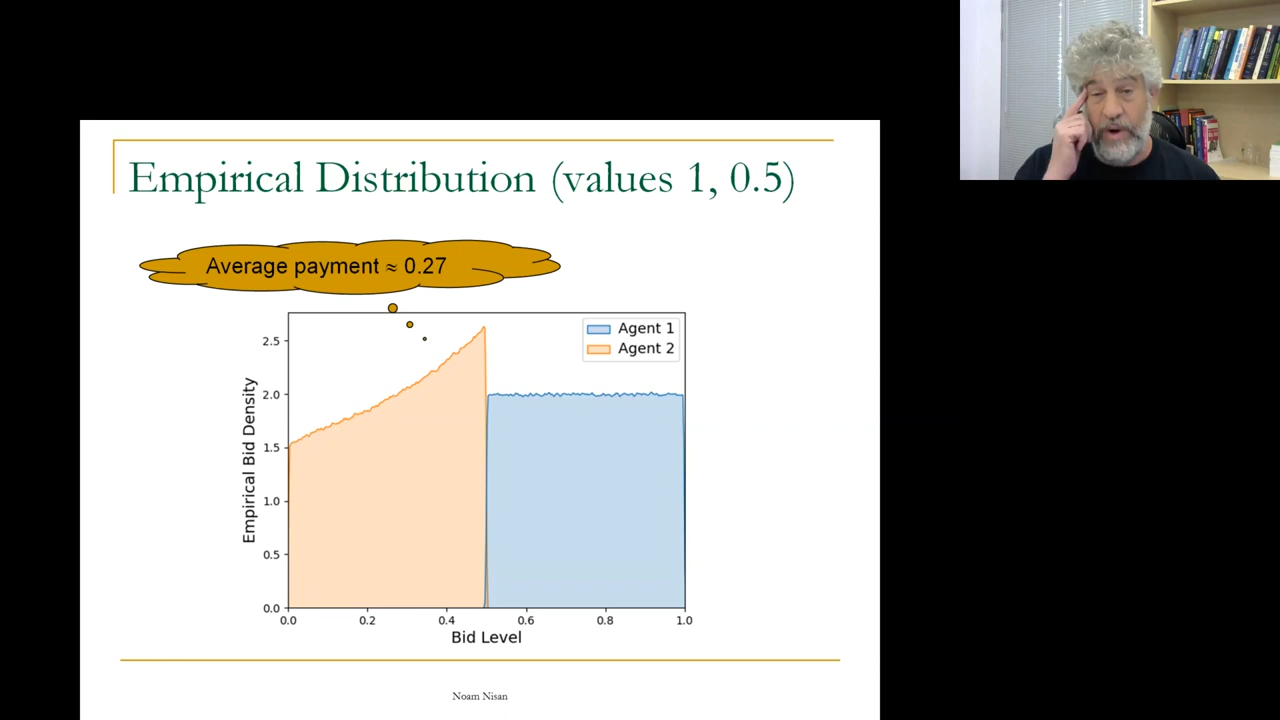 Empirical Distribution (values 1, 0.5)
Average payment ≈ 0.27
Agent 1
Agent 2
Empirical Bid Density
2.5
2.0
1.5
1.0
0.5
0.0
0.0 0.2 0.4 0.6 0.8 1.0
Bid Level
Noam Nisan